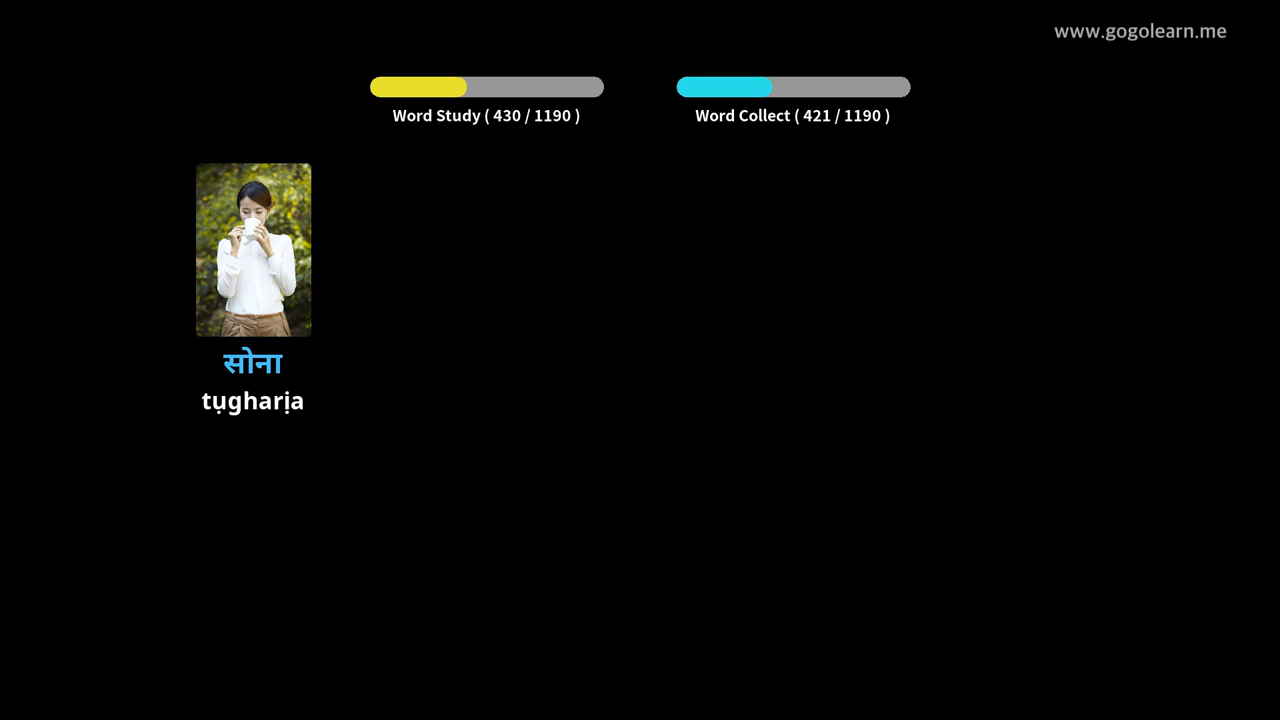 www.gogolearn.me
Word Study ( 430 / 1190 )
Word Collect ( 421 / 1190 )
सोना
tụgharịa